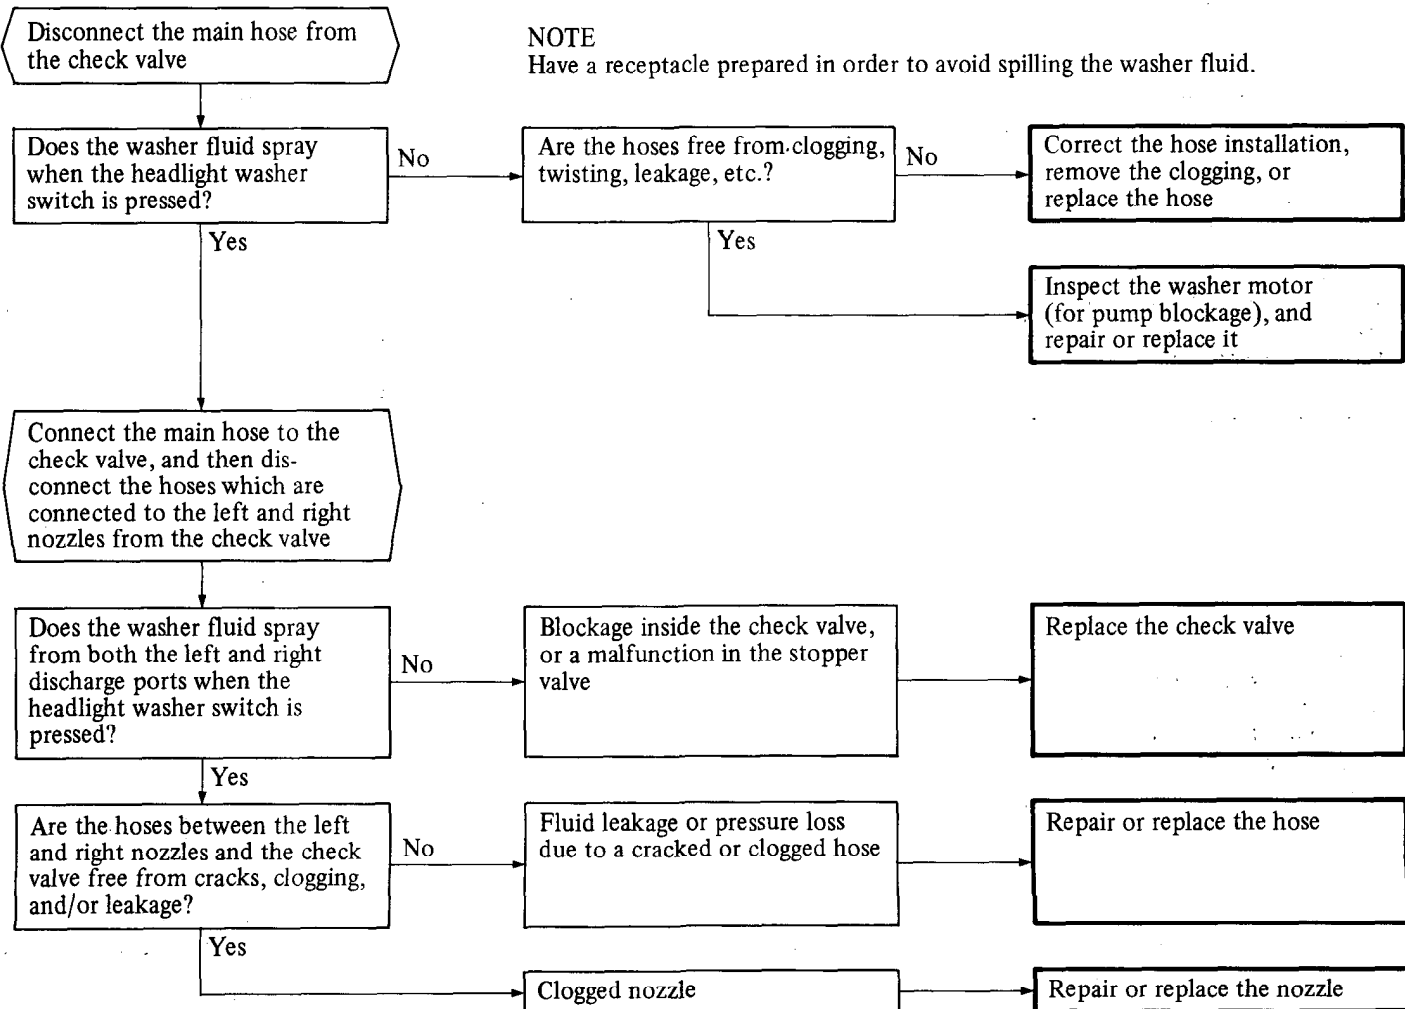 Disconnect the main hose from
the check valve
NOTE
Have a receptacle prepared in order to avoid spilling the washer fluid.
Does the washer fluid spray
when the headlight washer
switch is pressed?
No
Are the hoses free from clogging,
twisting, leakage, etc.?
No
Correct the hose installation,
remove the clogging, or
replace the hose
Yes
Yes
Inspect the washer motor
(for pump blockage), and
repair or replace it
Connect the main hose to the
check valve, and then dis-
connect the hoses which are
connected to the left and right
nozzles from the check valve
Does the washer fluid spray
from both the left and right
discharge ports when the
headlight washer switch is
pressed?
No
Blockage inside the check valve,
or a malfunction in the stopper
valve
Replace the check valve
Yes
Are the hoses between the left
and right nozzles and the check
valve free from cracks, clogging,
and/or leakage?
No
Fluid leakage or pressure loss
due to a cracked or clogged hose
Repair or replace the hose
Yes
Clogged nozzle
Repair or replace the nozzle